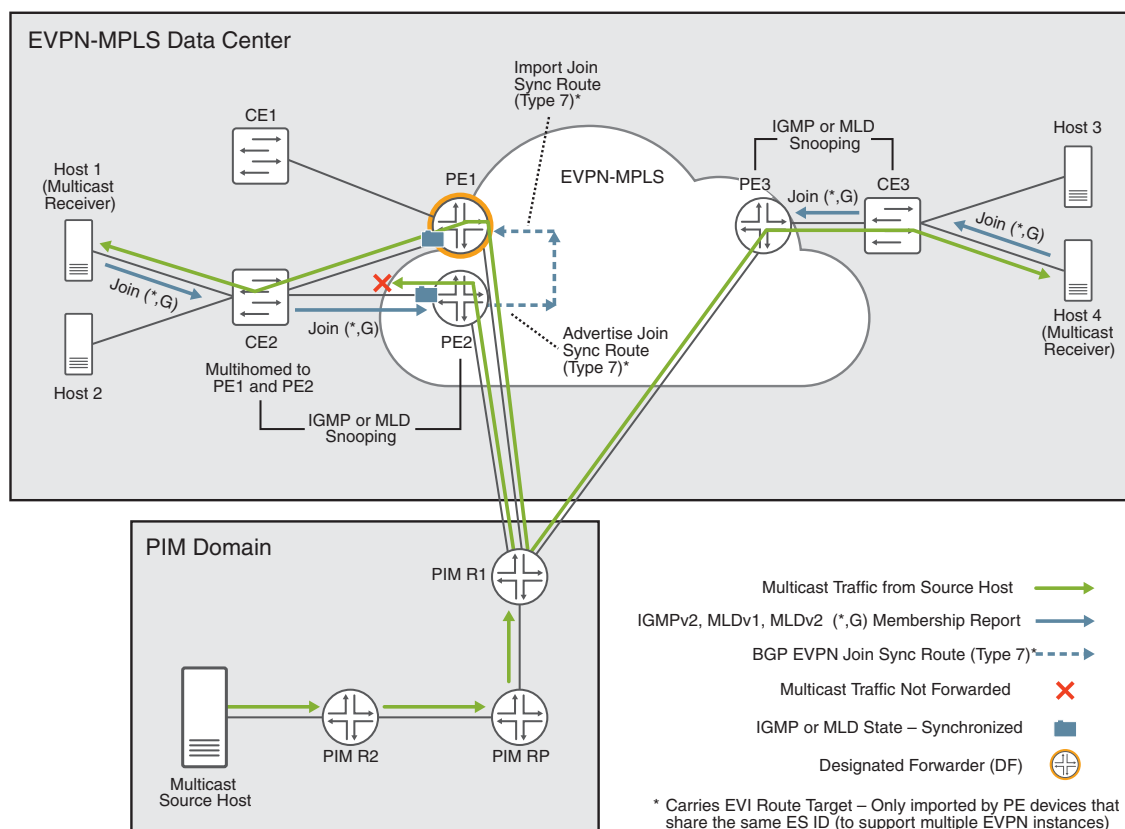 EVPN-MPLS Data Center
Import Join
Sync Route
(Type 7)*
CE1
IGMP or MLD
Snooping
Host 3
Host 1
(Multicast
Receiver)
PE1
EVPN-MPLS
PE3
CE3
Join (*,G)
Join (*,G)
Join (*,G)
Join (*,G)
Host 4
(Multicast
Receiver)
CE2
PE2
Advertise Join
Sync Route
(Type 7)*
Host 2
Multihomed to
PE1 and PE2
IGMP or MLD
Snooping
PIM Domain
PIM R1
PIM R2
PIM RP
Multicast
Source Host
Multicast Traffic from Source Host
IGMPv2, MLDv1, MLDv2 (*,G) Membership Report
BGP EVPN Join Sync Route (Type 7)*
Multicast Traffic Not Forwarded
IGMP or MLD State – Synchronized
Designated Forwarder (DF)
* Carries EVI Route Target – Only imported by PE devices that
share the same ES ID (to support multiple EVPN instances)